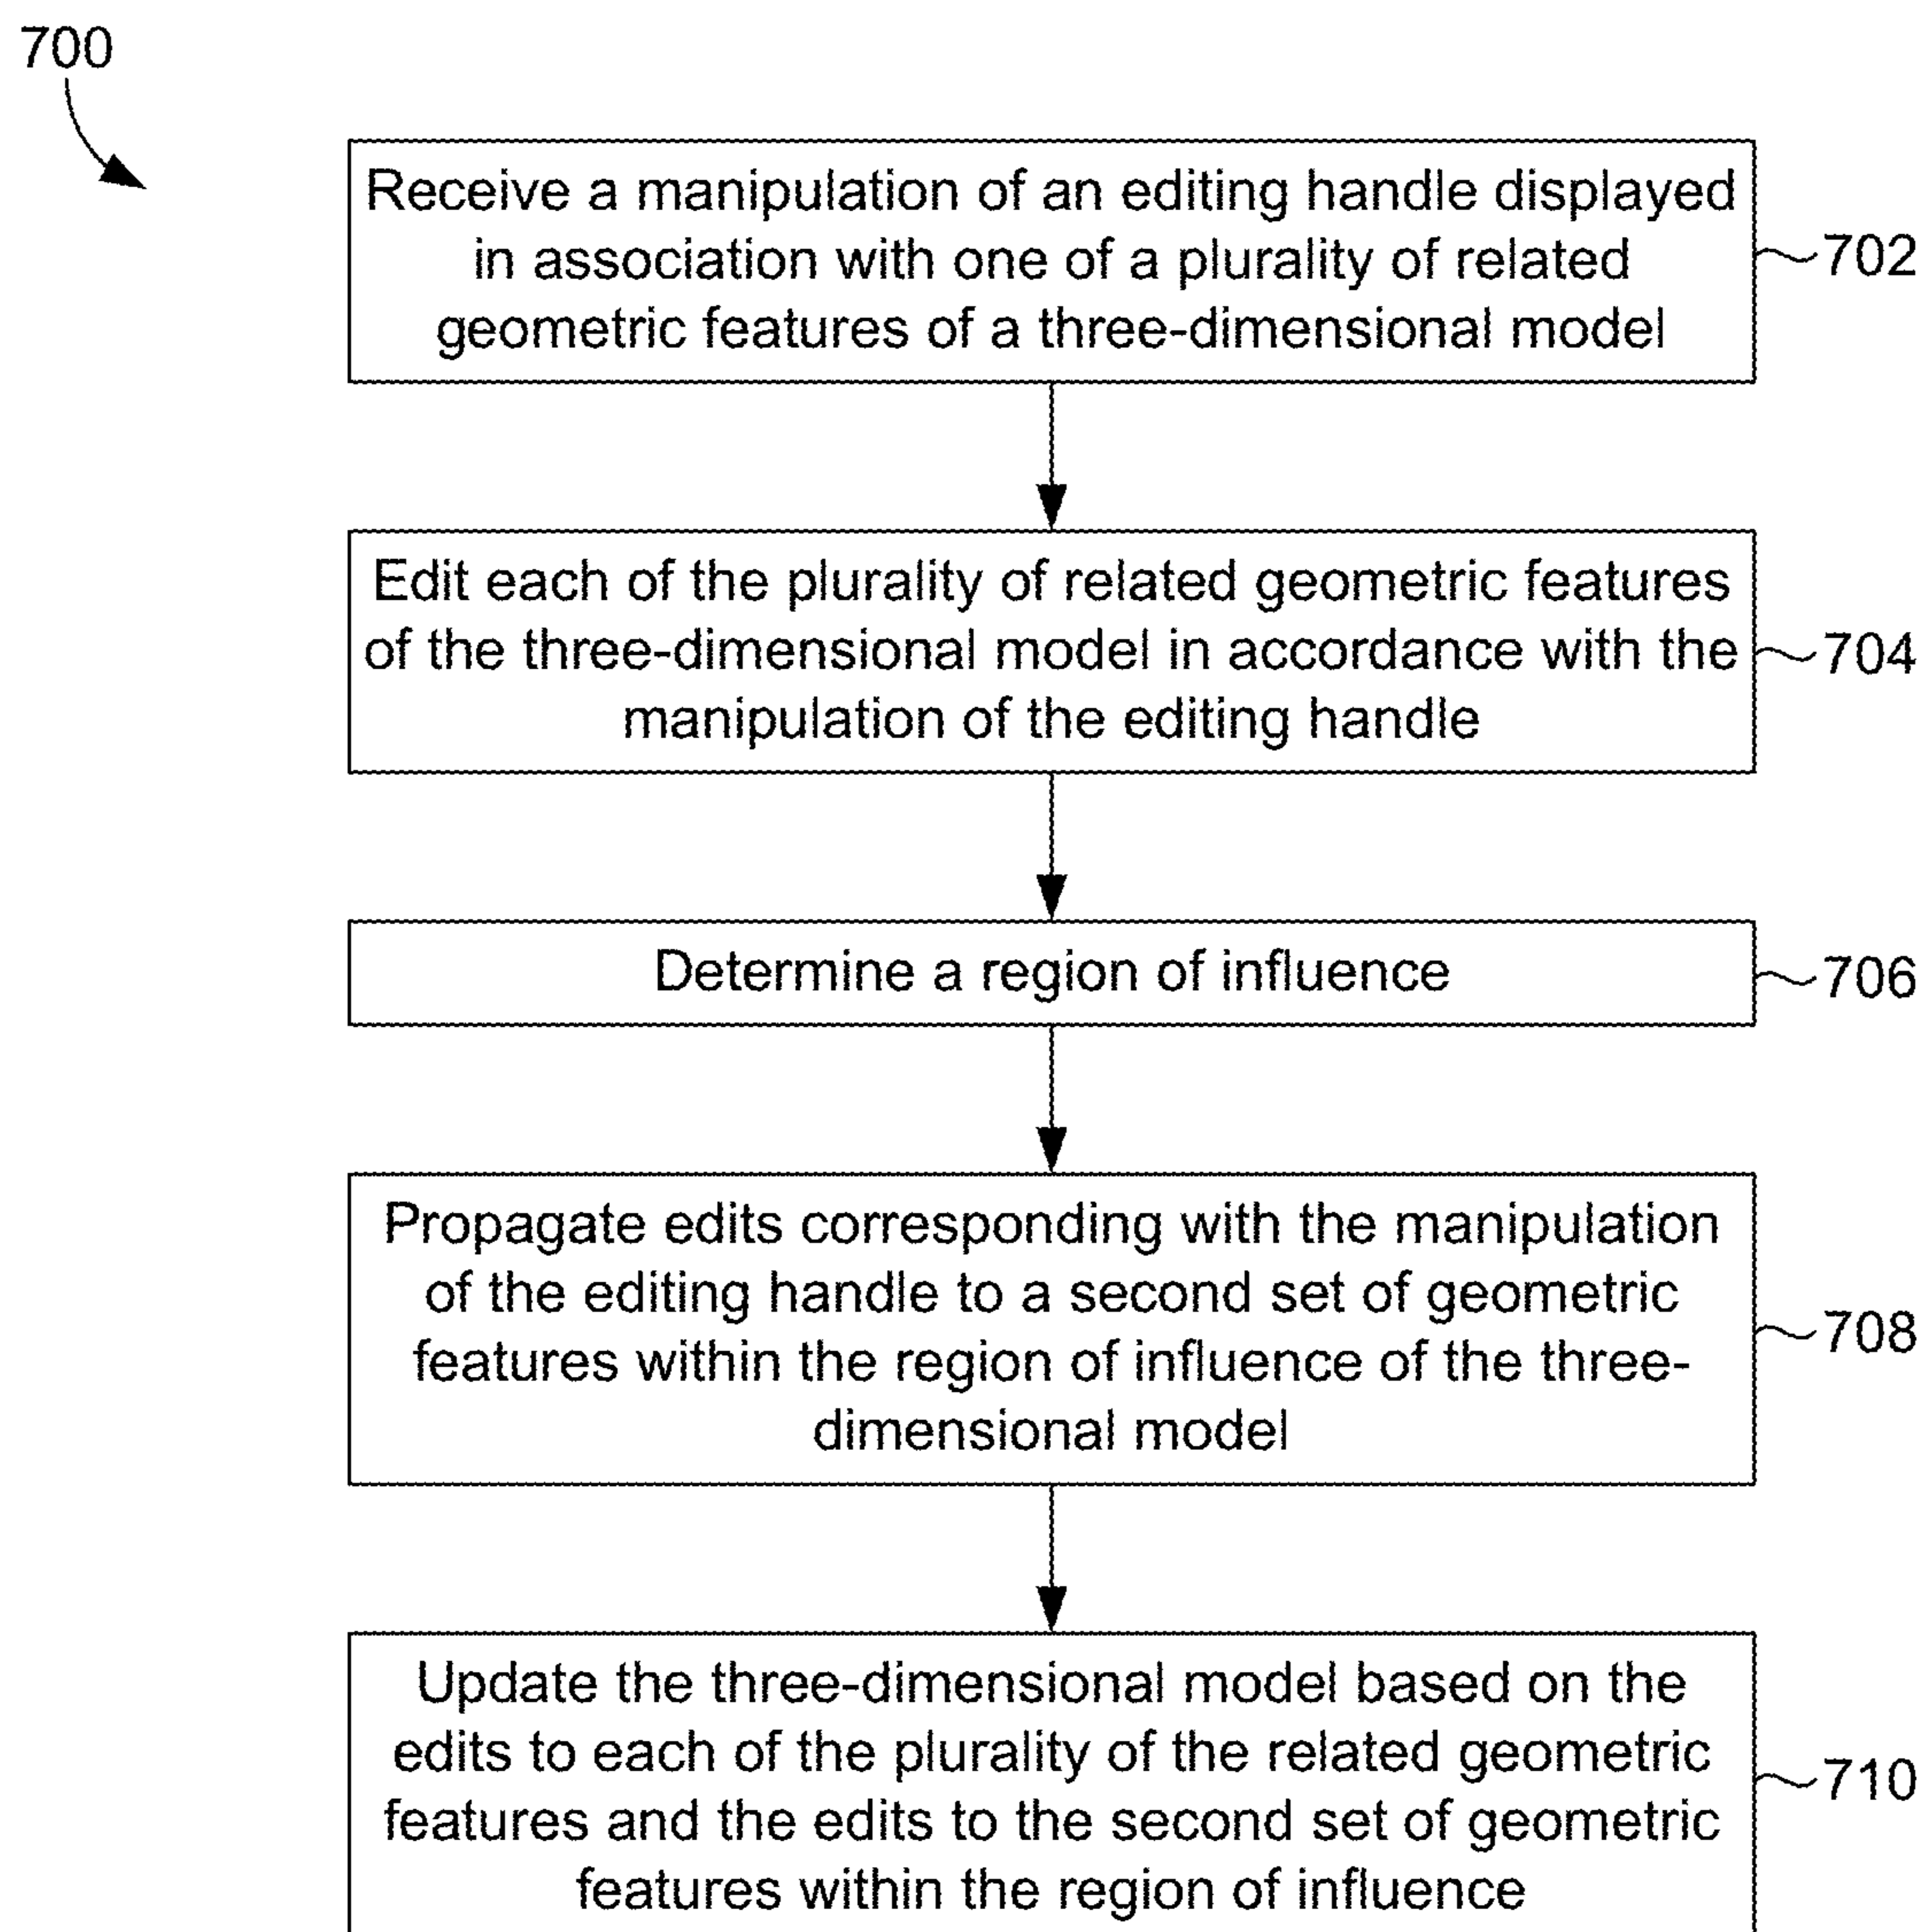 700
Receive a manipulation of an editing handle displayed
in association with one of a plurality of related
geometric features of a three-dimensional model
702
Edit each of the plurality of related geometric features
of the three-dimensional model in accordance with the
manipulation of the editing handle
704
Determine a region of influence
706
Propagate edits corresponding with the manipulation
of the editing handle to a second set of geometric
features within the region of influence of the three-
dimensional model
708
Update the three-dimensional model based on the
edits to each of the plurality of the related geometric
features and the edits to the second set of geometric
features within the region of influence
710